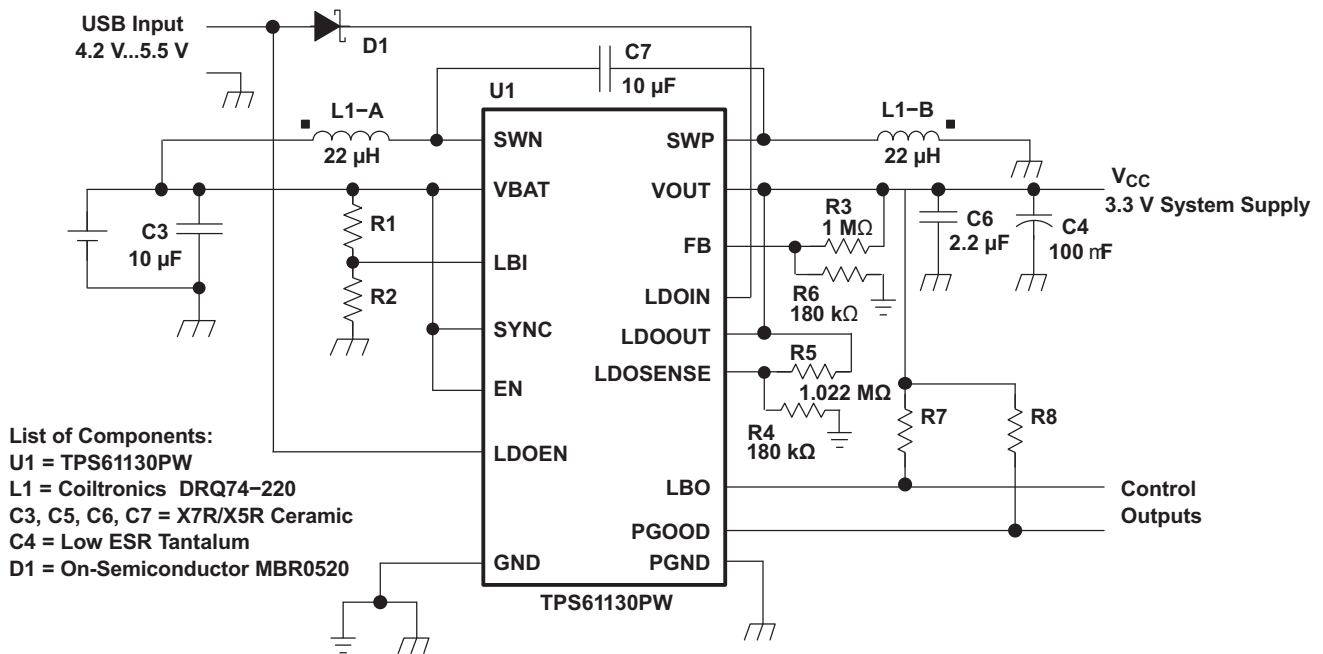 USB Input
4.2 V...5.5 V
D1
C7
10 µF
U1
L1−A
22 µH
L1−B
22 µH
SWN
SWP
VBAT
VOUT
VCC
3.3 V System Supply
C3
10 µF
R1
R3
1 MΩ
C6
2.2 µF
C4
100 mF
FB
LBI
R2
R6
180 kΩ
LDOIN
SYNC
LDOOUT
R5
1.022 MΩ
LDOSENSE
EN
R4
180 kΩ
R7
R8
List of Components:
U1 = TPS61130PW
L1 = Coiltronics DRQ74−220
C3, C5, C6, C7 = X7R/X5R Ceramic
C4 = Low ESR Tantalum
D1 = On-Semiconductor MBR0520
LDOEN
LBO
Control
Outputs
PGOOD
GND
PGND
TPS61130PW